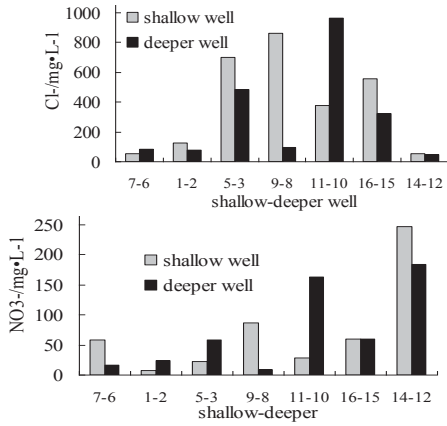 1000
800
600
400
200
0
Cl-/mg•L-1
shallow well
deeper well
7-6 1-2 5-3 9-8 11-10 16-15 14-12
shallow-deeper well
250
200
150
100
50
0
NO3-/mg•L-1
shallow well
deeper well
7-6 1-2 5-3 9-8 11-10 16-15 14-12
shallow-deeper